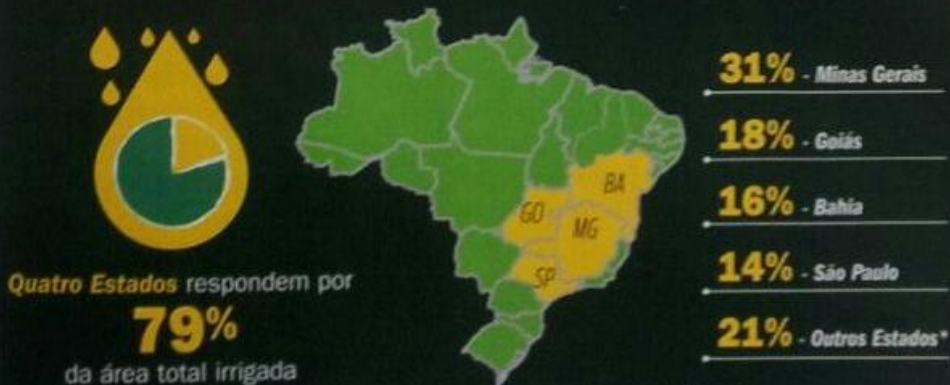 Quatro Estados respondem por
79%
da área total irrigada
BA
GO
MG
SP
31% - Minas Gerais
18% - Goiás
16% - Bahia
14% - São Paulo
21% - Outros Estados*